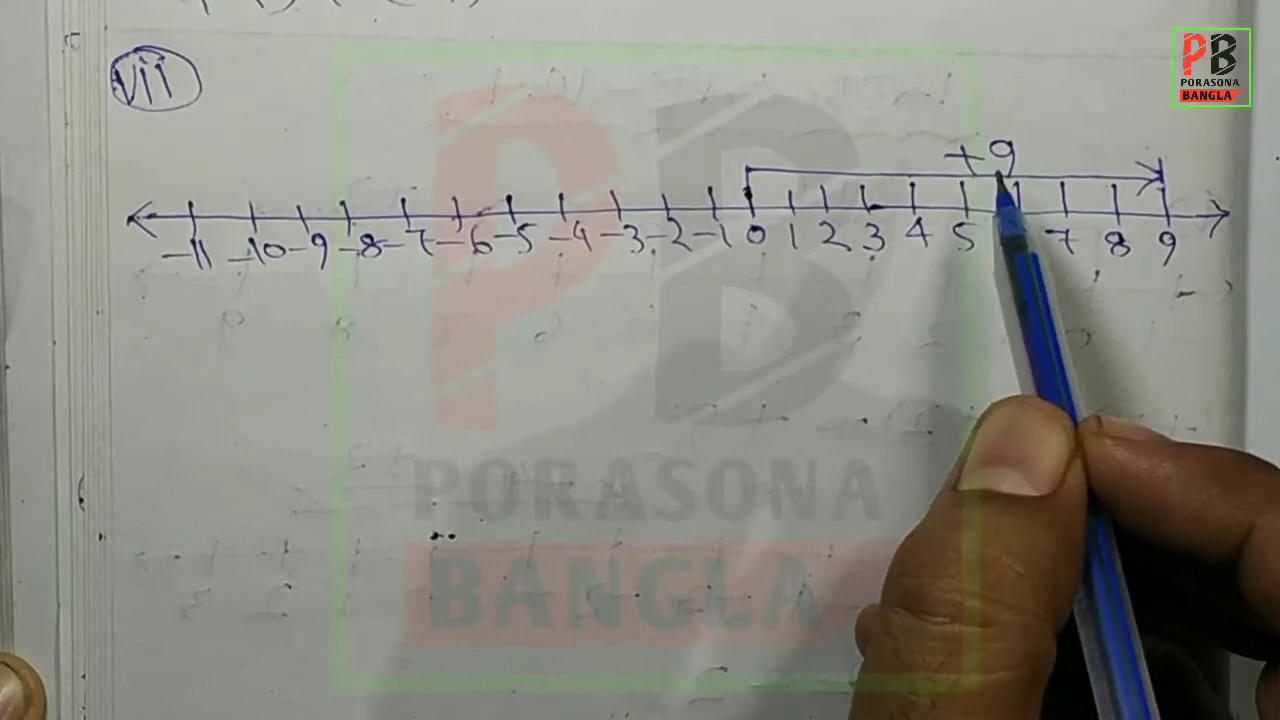 PB
PORASONA
BANGLA
vii
+9
-11 -10 -9 -8 -7 -6 -5 -4 -3 -2 -1 0 1 2 3 4 5 7 8 9
PB
PORASONA
BANGLA